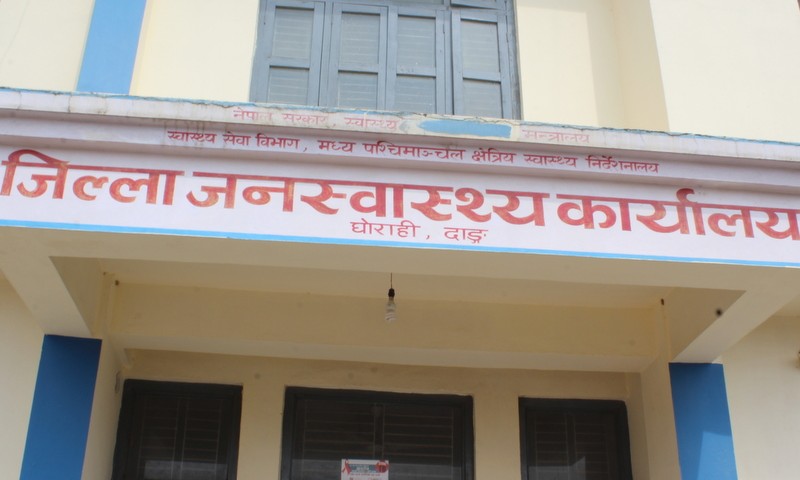 नेपाल सरकार, स्वास्थ्य मन्त्रालय
स्वास्थ्य सेवा विभाग, मध्य पश्चिमाञ्चल क्षेत्रिय स्वास्थ्य निर्देशनालय
जिल्ला जनस्वास्थ्य कार्यालय
घोराही, दाङ्ग